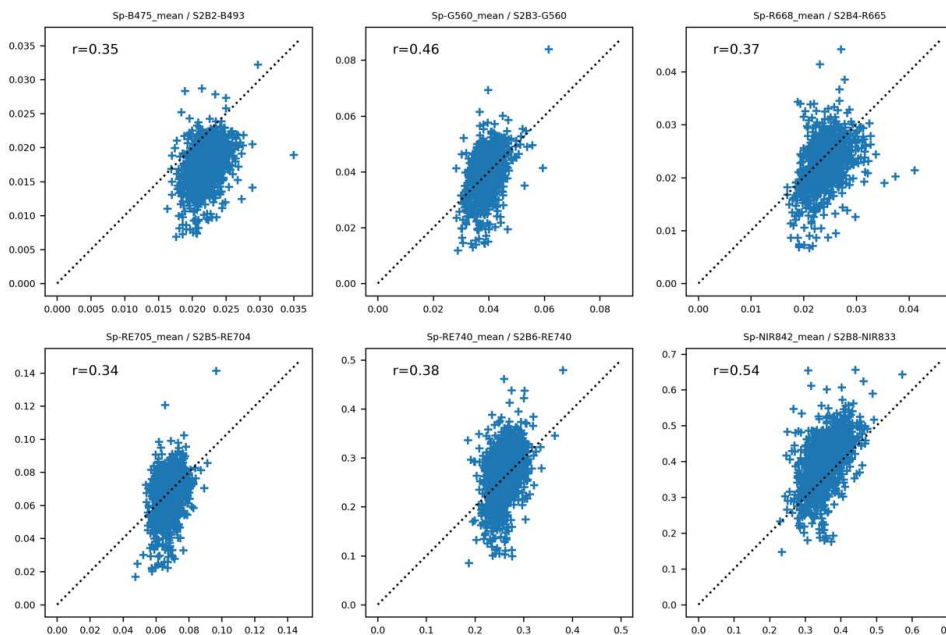 Sp-B475_mean / S2B2-B493
Sp-G560_mean / S2B3-G560
Sp-R668_mean / S2B4-R665
r=0.35
r=0.46
r=0.37
0.035
0.030
0.025
0.020
0.015
0.010
0.005
0.000
0.08
0.06
0.04
0.02
0.00
0.04
0.03
0.02
0.01
0.00
0.000 0.005 0.010 0.015 0.020 0.025 0.030 0.035
0.00 0.02 0.04 0.06 0.08
0.00 0.01 0.02 0.03 0.04
Sp-RE705_mean / S2B5-RE704
Sp-RE740_mean / S2B6-RE740
Sp-NIR842_mean / S2B8-NIR833
r=0.34
r=0.38
r=0.54
0.14
0.12
0.10
0.08
0.06
0.04
0.02
0.00
0.5
0.4
0.3
0.2
0.1
0.0
0.7
0.6
0.5
0.4
0.3
0.2
0.1
0.0
0.00 0.02 0.04 0.06 0.08 0.10 0.12 0.14
0.0 0.1 0.2 0.3 0.4 0.5
0.0 0.1 0.2 0.3 0.4 0.5 0.6